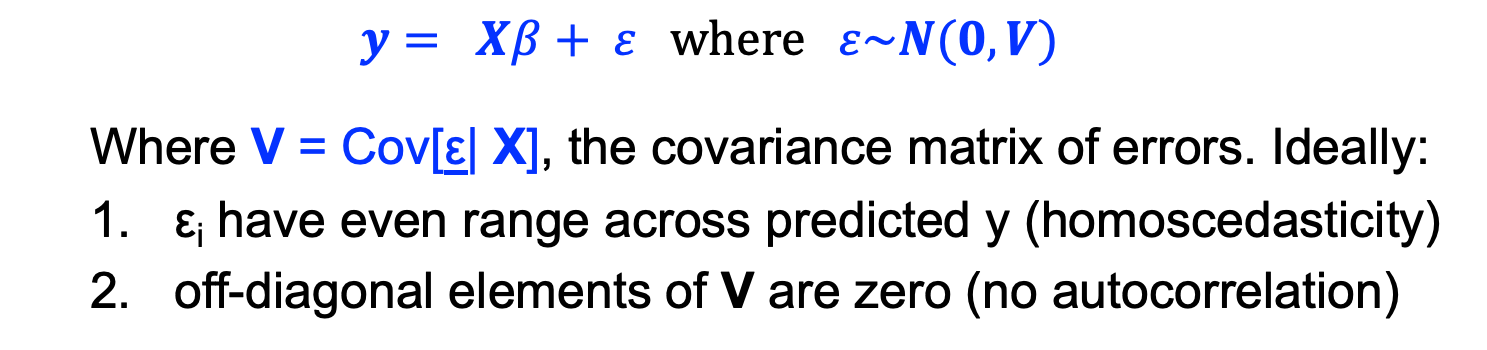 y = Xβ + ε where ε~N(0, V)
Where V = Cov[ε| X], the covariance matrix of errors. Ideally:
1. εi have even range across predicted y (homoscedasticity)
2. off-diagonal elements of V are zero (no autocorrelation)